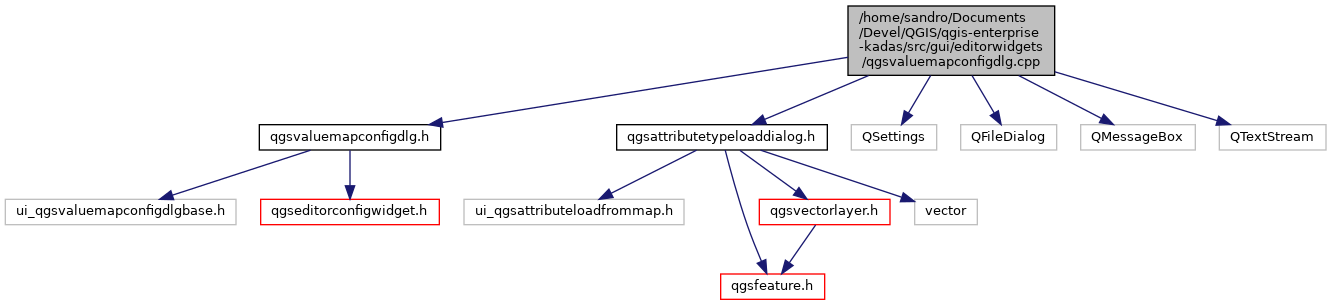 /home/sandro/Documents
/Devel/QGIS/qgis-enterprise
-kadas/src/gui/editorwidgets
/qgsvaluemapconfigdlg.cpp
qgsvaluemapconfigdlg.h
qgsattributetypeloaddialog.h
QSettings
QFileDialog
QMessageBox
QTextStream
ui_qgsvaluemapconfigdlgbase.h
qgseditorconfigwidget.h
ui_qgsattributeloadfrommap.h
qgsvectorlayer.h
vector
qgsfeature.h